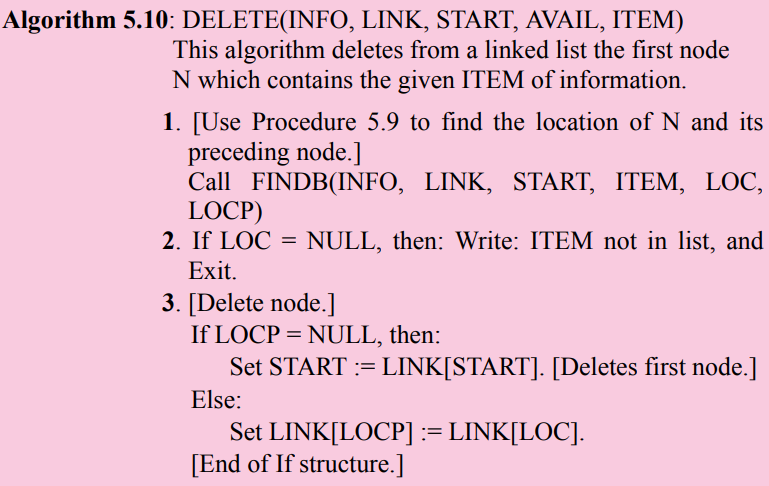 Algorithm 5.10: DELETE(INFO, LINK, START, AVAIL, ITEM)
This algorithm deletes from a linked list the first node
N which contains the given ITEM of information.
1. [Use Procedure 5.9 to find the location of N and its
preceding node.]
Call FINDB(INFO, LINK, START, ITEM, LOC,
LOCP)
2. If LOC = NULL, then: Write: ITEM not in list, and
Exit.
3. [Delete node.]
If LOCP = NULL, then:
Set START := LINK[START]. [Deletes first node.]
Else:
Set LINK[LOCP] := LINK[LOC].
[End of If structure.]